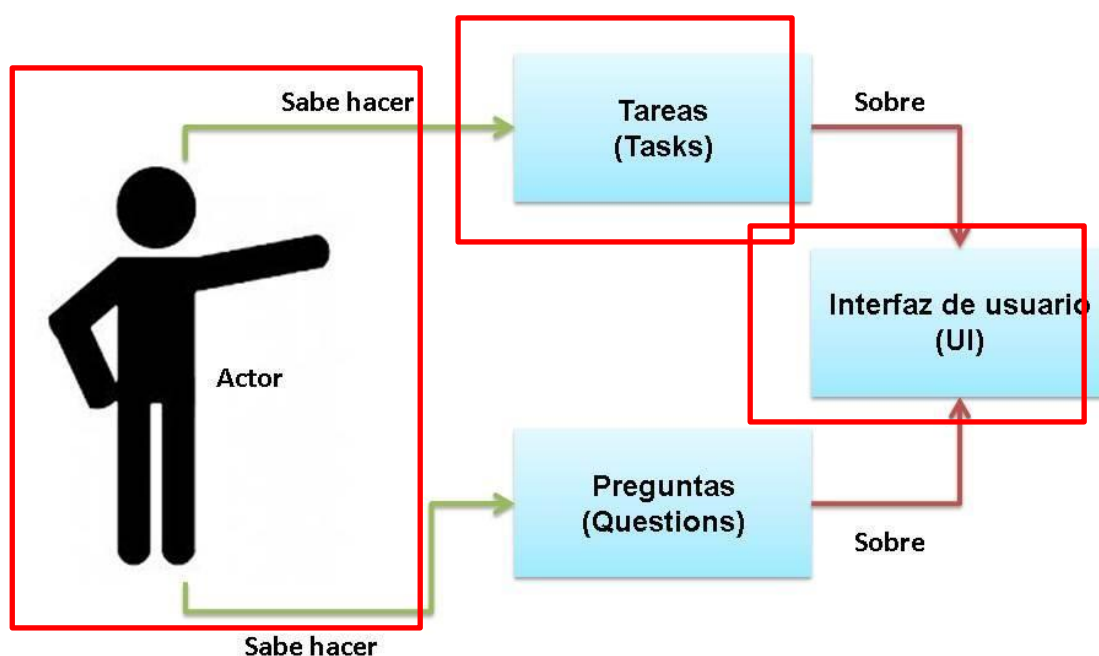 Sabe hacer
Tareas
(Tasks)
Sobre
Interfaz de usuario
(UI)
Actor
Preguntas
(Questions)
Sobre
Sabe hacer